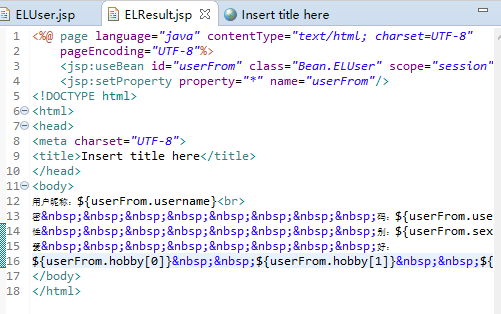 ELUser.jsp ELResult.jsp Insert title here
1 <%@ page language="java" contentType="text/html; charset=UTF-8"
2 pageEncoding="UTF-8"%>
3 <jsp:useBean id="userFrom" class="Bean.ELUser" scope="session"
4 <jsp:setProperty property="*" name="userFrom"/>
5 <!DOCTYPE html>
6 <html>
7 <head>
8 <meta charset="UTF-8">
9 <title>Insert title here</title>
10 </head>
11 <body>
12 用户昵称：${userFrom.username}<br>
13 密&nbsp;&nbsp;&nbsp;&nbsp;&nbsp;&nbsp;&nbsp;&nbsp;码：${userFrom.use
14 性&nbsp;&nbsp;&nbsp;&nbsp;&nbsp;&nbsp;&nbsp;&nbsp;别：${userFrom.sex
15 爱&nbsp;&nbsp;&nbsp;&nbsp;&nbsp;&nbsp;&nbsp;&nbsp;好：
16 ${userFrom.hobby[0]}&nbsp;&nbsp;${userFrom.hobby[1]}&nbsp;&nbsp;${
17 </body>
18 </html>